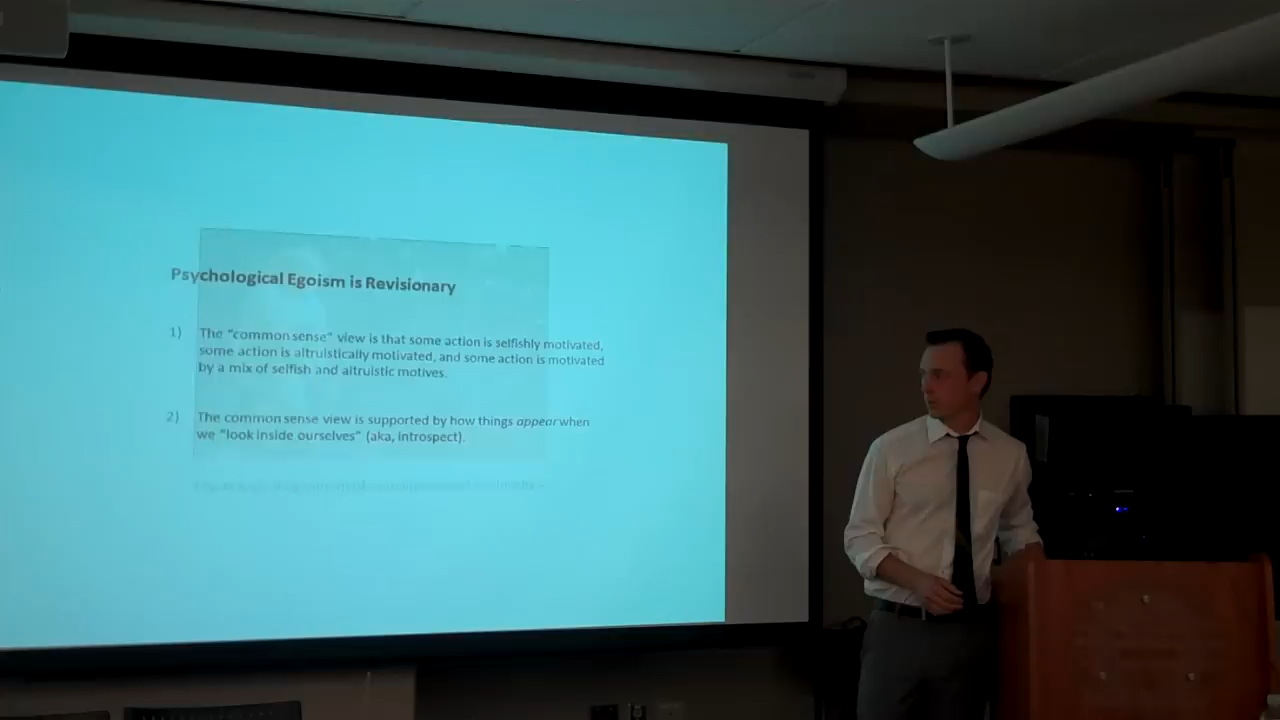 Psychological Egoism is Revisionary
1) The "common sense" view is that some action is selfishly motivated,
some action is altruistically motivated, and some action is motivated
by a mix of selfish and altruistic motives.
2) The common sense view is supported by how things appear when
we "look inside ourselves" (aka, introspect).